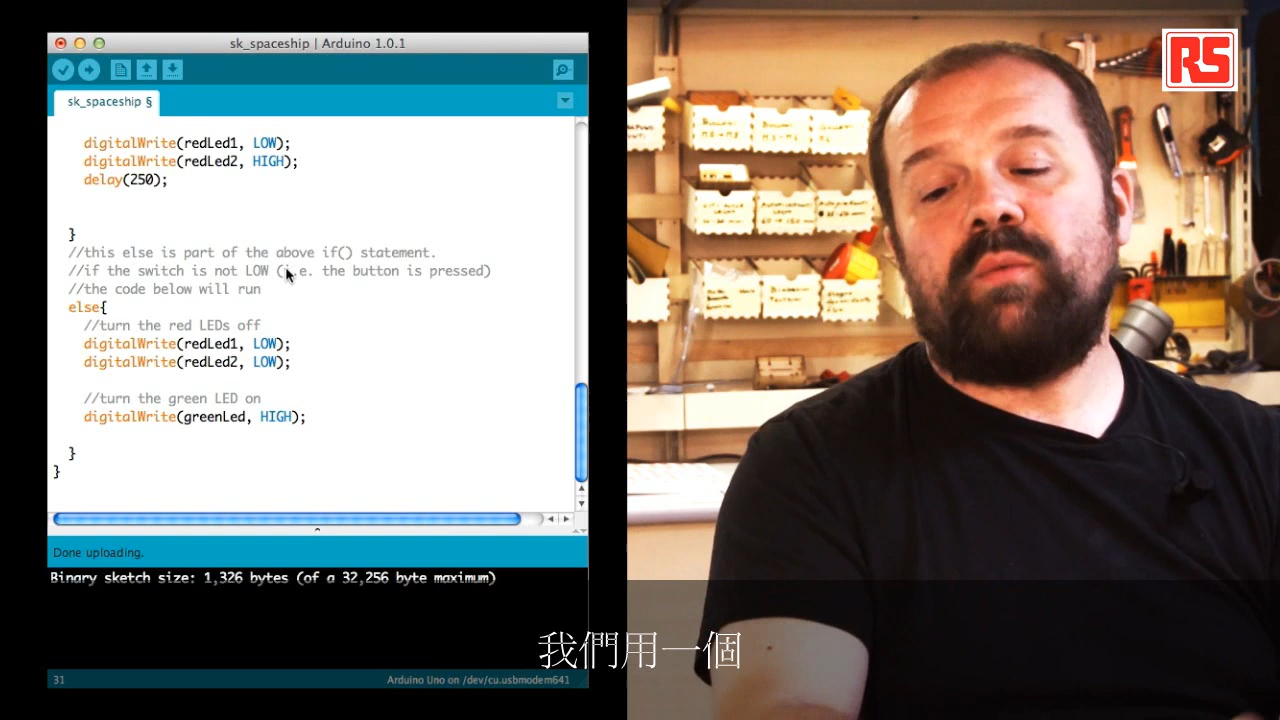 sk_spaceship | Arduino 1.0.1
sk_spaceship §
digitalWrite(redLed1, LOW);
digitalWrite(redLed2, HIGH);
delay(250);
}
//this else is part of the above if() statement.
//if the switch is not LOW (i.e. the button is pressed)
//the code below will run
else{
//turn the red LEDs off
digitalWrite(redLed1, LOW);
digitalWrite(redLed2, LOW);
//turn the green LED on
digitalWrite(greenLed, HIGH);
}
}
Done uploading.
Binary sketch size: 1,326 bytes (of a 32,256 byte maximum)
31
Arduino Uno on /dev/cu.usbmodem641
RS
我們用一個